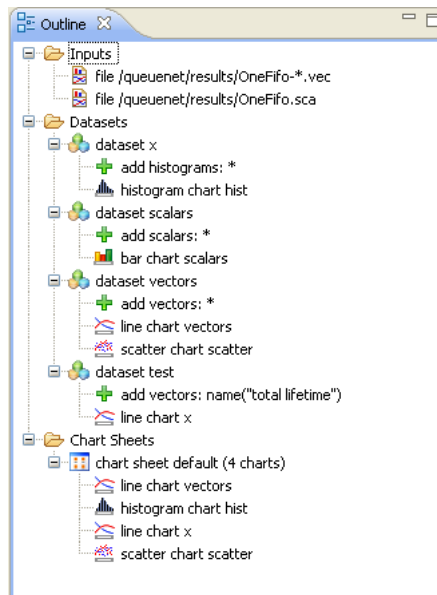 Outline
Inputs
file /queuenet/results/OneFifo-*.vec
file /queuenet/results/OneFifo.sca
Datasets
dataset x
add histograms: *
histogram chart hist
dataset scalars
add scalars: *
bar chart scalars
dataset vectors
add vectors: *
line chart vectors
scatter chart scatter
dataset test
add vectors: name("total lifetime")
line chart x
Chart Sheets
chart sheet default (4 charts)
line chart vectors
histogram chart hist
line chart x
scatter chart scatter